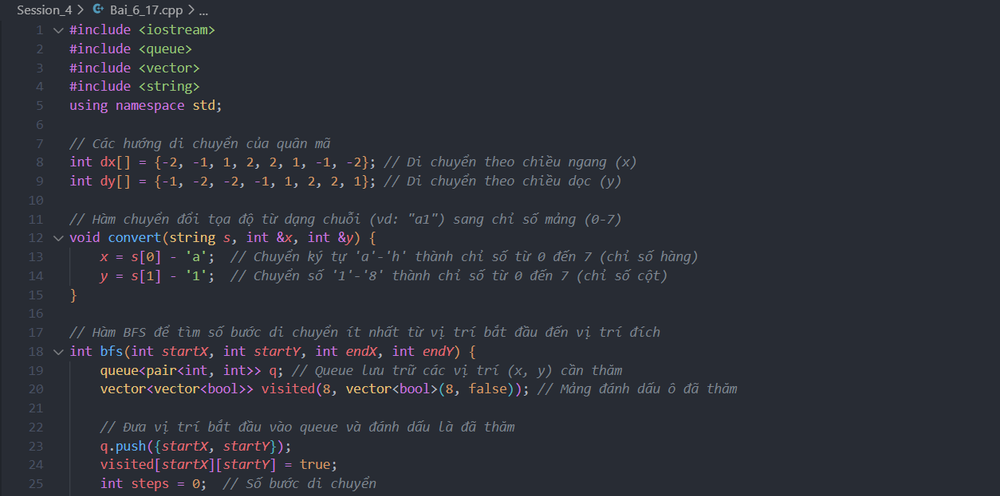 Session_4 > Bai_6_17.cpp > ...
1 #include <iostream>
2 #include <queue>
3 #include <vector>
4 #include <string>
5 using namespace std;
6
7 // Các hướng di chuyển của quân mã
8 int dx[] = {-2, -1, 1, 2, 2, 1, -1, -2}; // Di chuyển theo chiều ngang (x)
9 int dy[] = {-1, -2, -2, -1, 1, 2, 2, 1}; // Di chuyển theo chiều dọc (y)
10
11 // Hàm chuyển đổi tọa độ từ dạng chuỗi (vd: "a1") sang chỉ số mảng (0-7)
12 void convert(string s, int &x, int &y) {
13 x = s[0] - 'a'; // Chuyển ký tự 'a'-'h' thành chỉ số từ 0 đến 7 (chỉ số hàng)
14 y = s[1] - '1'; // Chuyển số '1'-'8' thành chỉ số từ 0 đến 7 (chỉ số cột)
15 }
16
17 // Hàm BFS để tìm số bước di chuyển ít nhất từ vị trí bắt đầu đến vị trí đích
18 int bfs(int startX, int startY, int endX, int endY) {
19 queue<pair<int, int>> q; // Queue lưu trữ các vị trí (x, y) cần thăm
20 vector<vector<bool>> visited(8, vector<bool>(8, false)); // Mảng đánh dấu ô đã thăm
21
22 // Đưa vị trí bắt đầu vào queue và đánh dấu là đã thăm
23 q.push({startX, startY});
24 visited[startX][startY] = true;
25 int steps = 0; // Số bước di chuyển